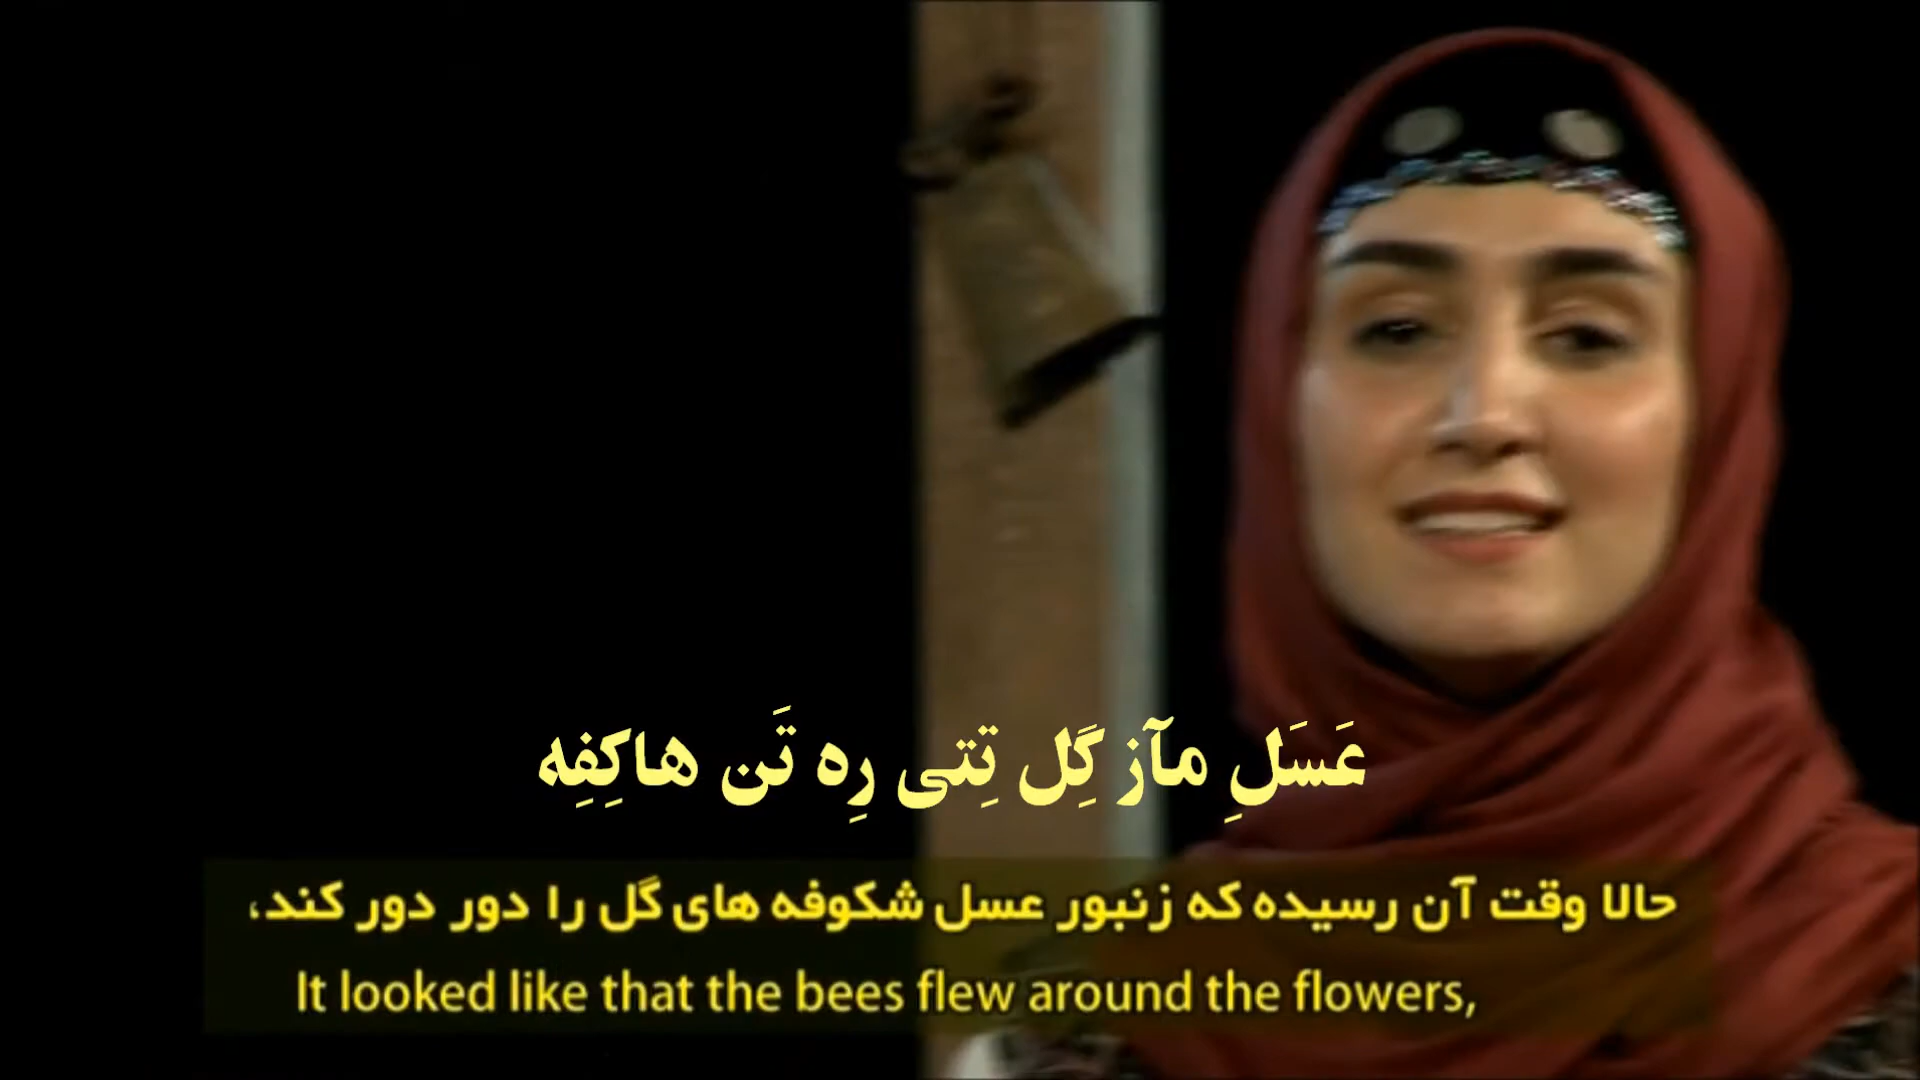 عَسَلِ مآز گِل تِتی رِه تَن هاکِفِه
حالا وقت آن رسیده که زنبور عسل شکوفه های گل را دور دور کند،
It looked like that the bees flew around the flowers,